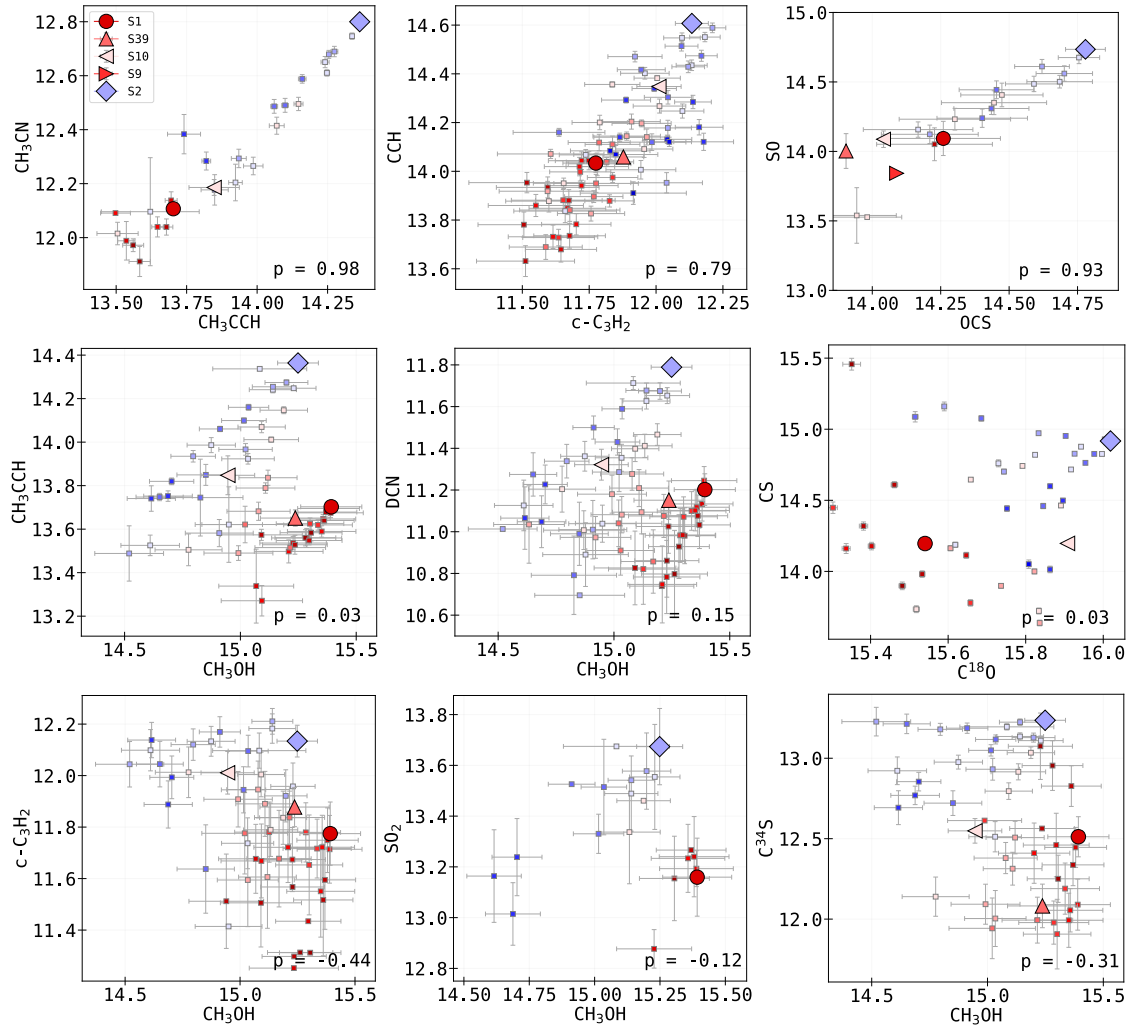 S1
S39
S10
S9
S2
12.8
12.6
12.4
12.2
12.0
CH₃CN
p = 0.98
13.50 13.75 14.00 14.25
CH₃CCH
14.6
14.4
14.2
14.0
13.8
13.6
CCH
p = 0.79
11.50 11.75 12.00 12.25
c-C₃H₂
15.0
14.5
14.0
13.5
13.0
SO
p = 0.93
14.00 14.25 14.50 14.75
OCS
14.4
14.2
14.0
13.8
13.6
13.4
13.2
CH₃CCH
p = 0.03
14.5 15.0 15.5
CH₃OH
11.8
11.6
11.4
11.2
11.0
10.8
10.6
DCN
p = 0.15
14.5 15.0 15.5
CH₃OH
15.5
15.0
14.5
14.0
CS
p = 0.03
15.4 15.6 15.8 16.0
C¹⁸O
12.2
12.0
11.8
11.6
11.4
c-C₃H₂
p = -0.44
14.5 15.0 15.5
CH₃OH
13.8
13.6
13.4
13.2
13.0
12.8
SO₂
p = -0.12
14.50 14.75 15.00 15.25 15.50
CH₃OH
13.0
12.5
12.0
C³⁴S
p = -0.31
14.5 15.0 15.5
CH₃OH